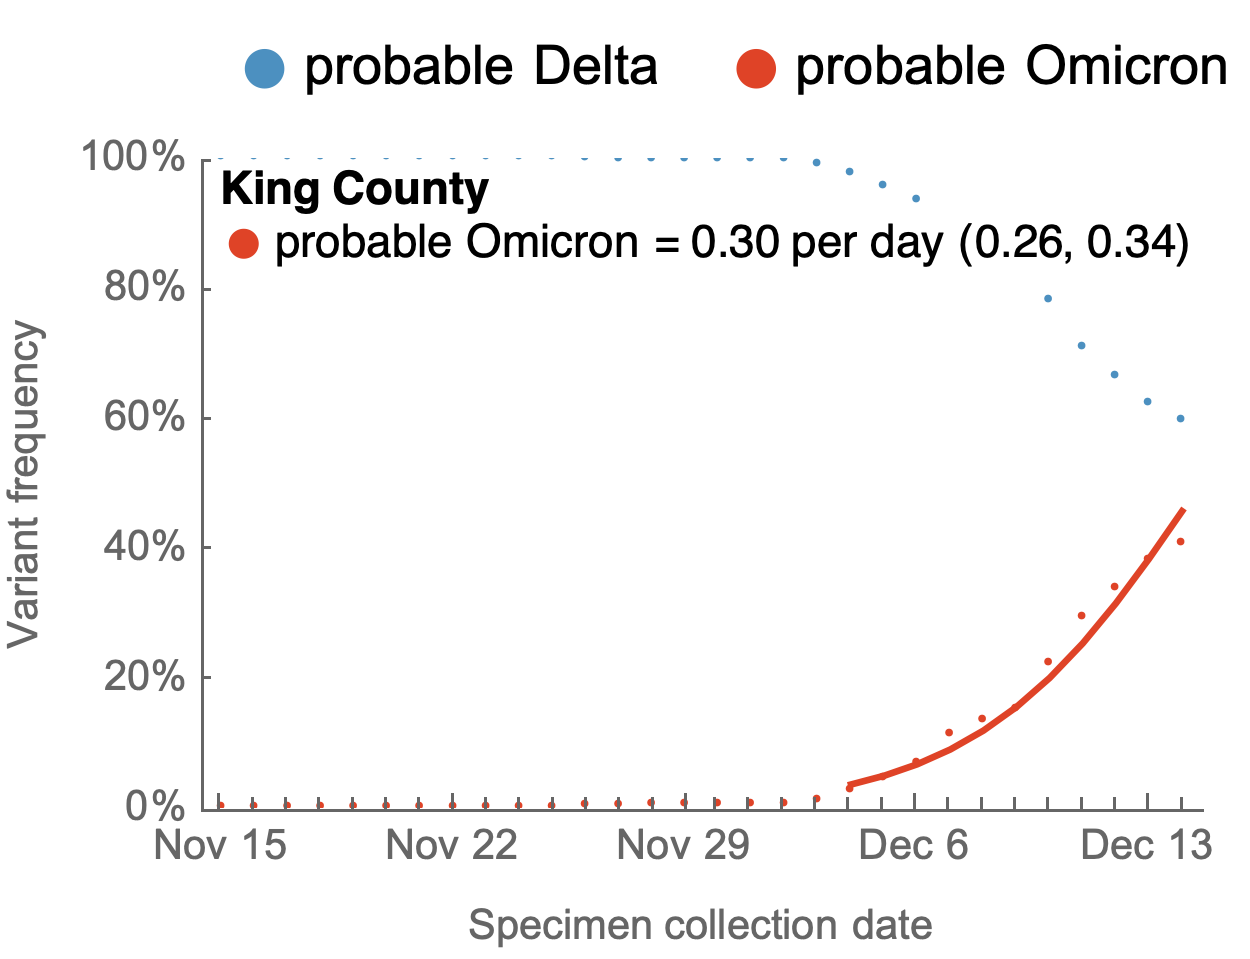 probable Delta probable Omicron
100%
King County
probable Omicron = 0.30 per day (0.26, 0.34)
80%
60%
40%
20%
0%
Variant frequency
Nov 15 Nov 22 Nov 29 Dec 6 Dec 13
Specimen collection date